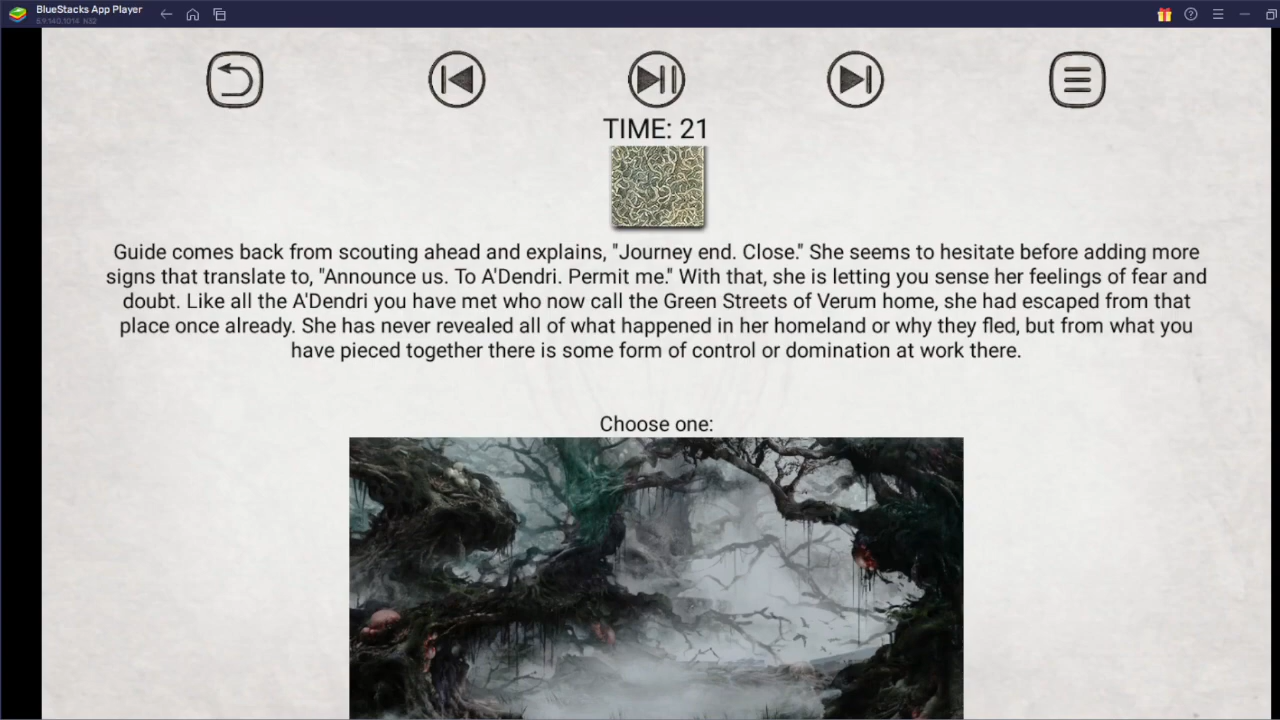 BlueStacks App Player
5.9.140.1014 N32
TIME: 21
Guide comes back from scouting ahead and explains, "Journey end. Close." She seems to hesitate before adding more
signs that translate to, "Announce us. To A'Dendri. Permit me." With that, she is letting you sense her feelings of fear and
doubt. Like all the A'Dendri you have met who now call the Green Streets of Verum home, she had escaped from that
place once already. She has never revealed all of what happened in her homeland or why they fled, but from what you
have pieced together there is some form of control or domination at work there.
Choose one: